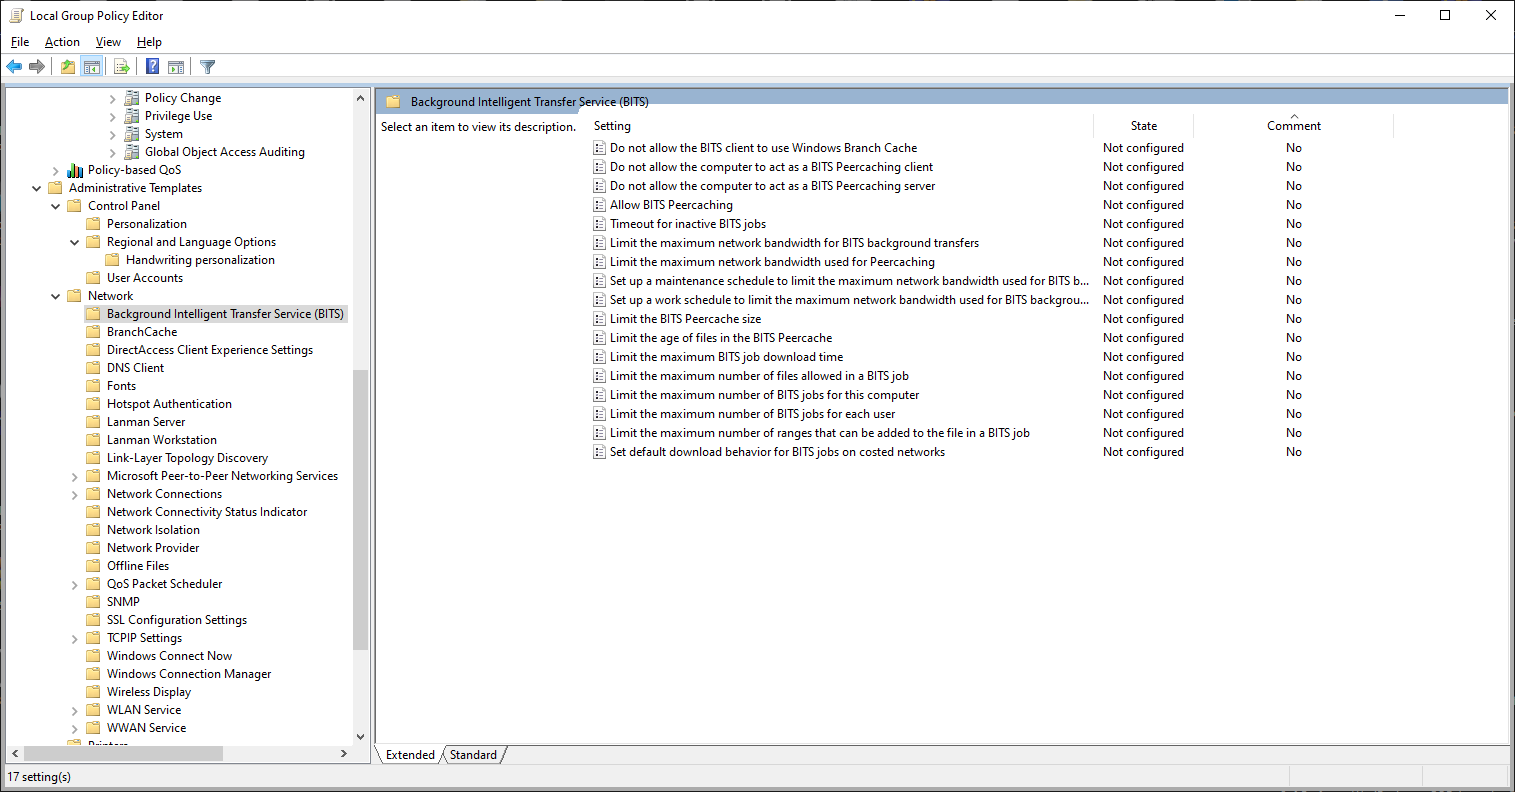 Local Group Policy Editor
File Action View Help
Policy Change
Privilege Use
System
Global Object Access Auditing
Policy-based QoS
Administrative Templates
Control Panel
Personalization
Regional and Language Options
Handwriting personalization
User Accounts
Network
Background Intelligent Transfer Service (BITS)
BranchCache
DirectAccess Client Experience Settings
DNS Client
Fonts
Hotspot Authentication
Lanman Server
Lanman Workstation
Link-Layer Topology Discovery
Microsoft Peer-to-Peer Networking Services
Network Connections
Network Connectivity Status Indicator
Network Isolation
Network Provider
Offline Files
QoS Packet Scheduler
SNMP
SSL Configuration Settings
TCPIP Settings
Windows Connect Now
Windows Connection Manager
Wireless Display
WLAN Service
WWAN Service
Printers
Background Intelligent Transfer Service (BITS)
Select an item to view its description.
Setting State Comment
Do not allow the BITS client to use Windows Branch Cache Not configured No
Do not allow the computer to act as a BITS Peercaching client Not configured No
Do not allow the computer to act as a BITS Peercaching server Not configured No
Allow BITS Peercaching Not configured No
Timeout for inactive BITS jobs Not configured No
Limit the maximum network bandwidth for BITS background transfers Not configured No
Limit the maximum network bandwidth used for Peercaching Not configured No
Set up a maintenance schedule to limit the maximum network bandwidth used for BITS b... Not configured No
Set up a work schedule to limit the maximum network bandwidth used for BITS backgrou... Not configured No
Limit the BITS Peercache size Not configured No
Limit the age of files in the BITS Peercache Not configured No
Limit the maximum BITS job download time Not configured No
Limit the maximum number of files allowed in a BITS job Not configured No
Limit the maximum number of BITS jobs for this computer Not configured No
Limit the maximum number of BITS jobs for each user Not configured No
Limit the maximum number of ranges that can be added to the file in a BITS job Not configured No
Set default download behavior for BITS jobs on costed networks Not configured No
Extended Standard
17 setting(s)